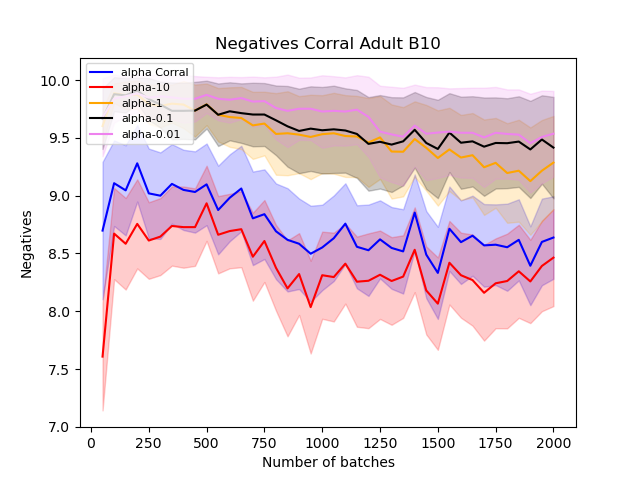 Negatives Corral Adult B10
10.0
9.5
9.0
8.5
8.0
7.5
7.0
Negatives
alpha Corral
alpha-10
alpha-1
alpha-0.1
alpha-0.01
0 250 500 750 1000 1250 1500 1750 2000
Number of batches